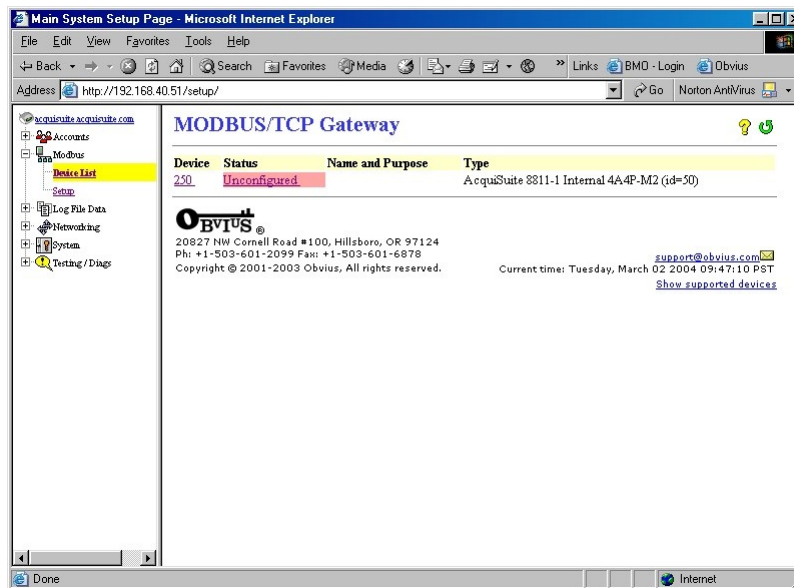 Main System Setup Page - Microsoft Internet Explorer
File Edit View Favorites Tools Help
Back Search Favorites Media » Links BMO - Login Obvius
Address http://192.168.40.51/setup/ Go Norton AntiVirus
acquisuite.acquisuite.com
Accounts
Modbus
Device List
Setup
Log File Data
Networking
System
Testing / Diags
MODBUS/TCP Gateway
Device Status Name and Purpose Type
250 Unconfigured AcquiSuite 8811-1 Internal 4A4P-M2 (id=50)
OBVIUS ®
20827 NW Cornell Road #100, Hillsboro, OR 97124
Ph: +1-503-601-2099 Fax: +1-503-601-6878
Copyright © 2001-2003 Obvius, All rights reserved.
support@obvius.com
Current time: Tuesday, March 02 2004 09:47:10 PST
Show supported devices
Done Internet